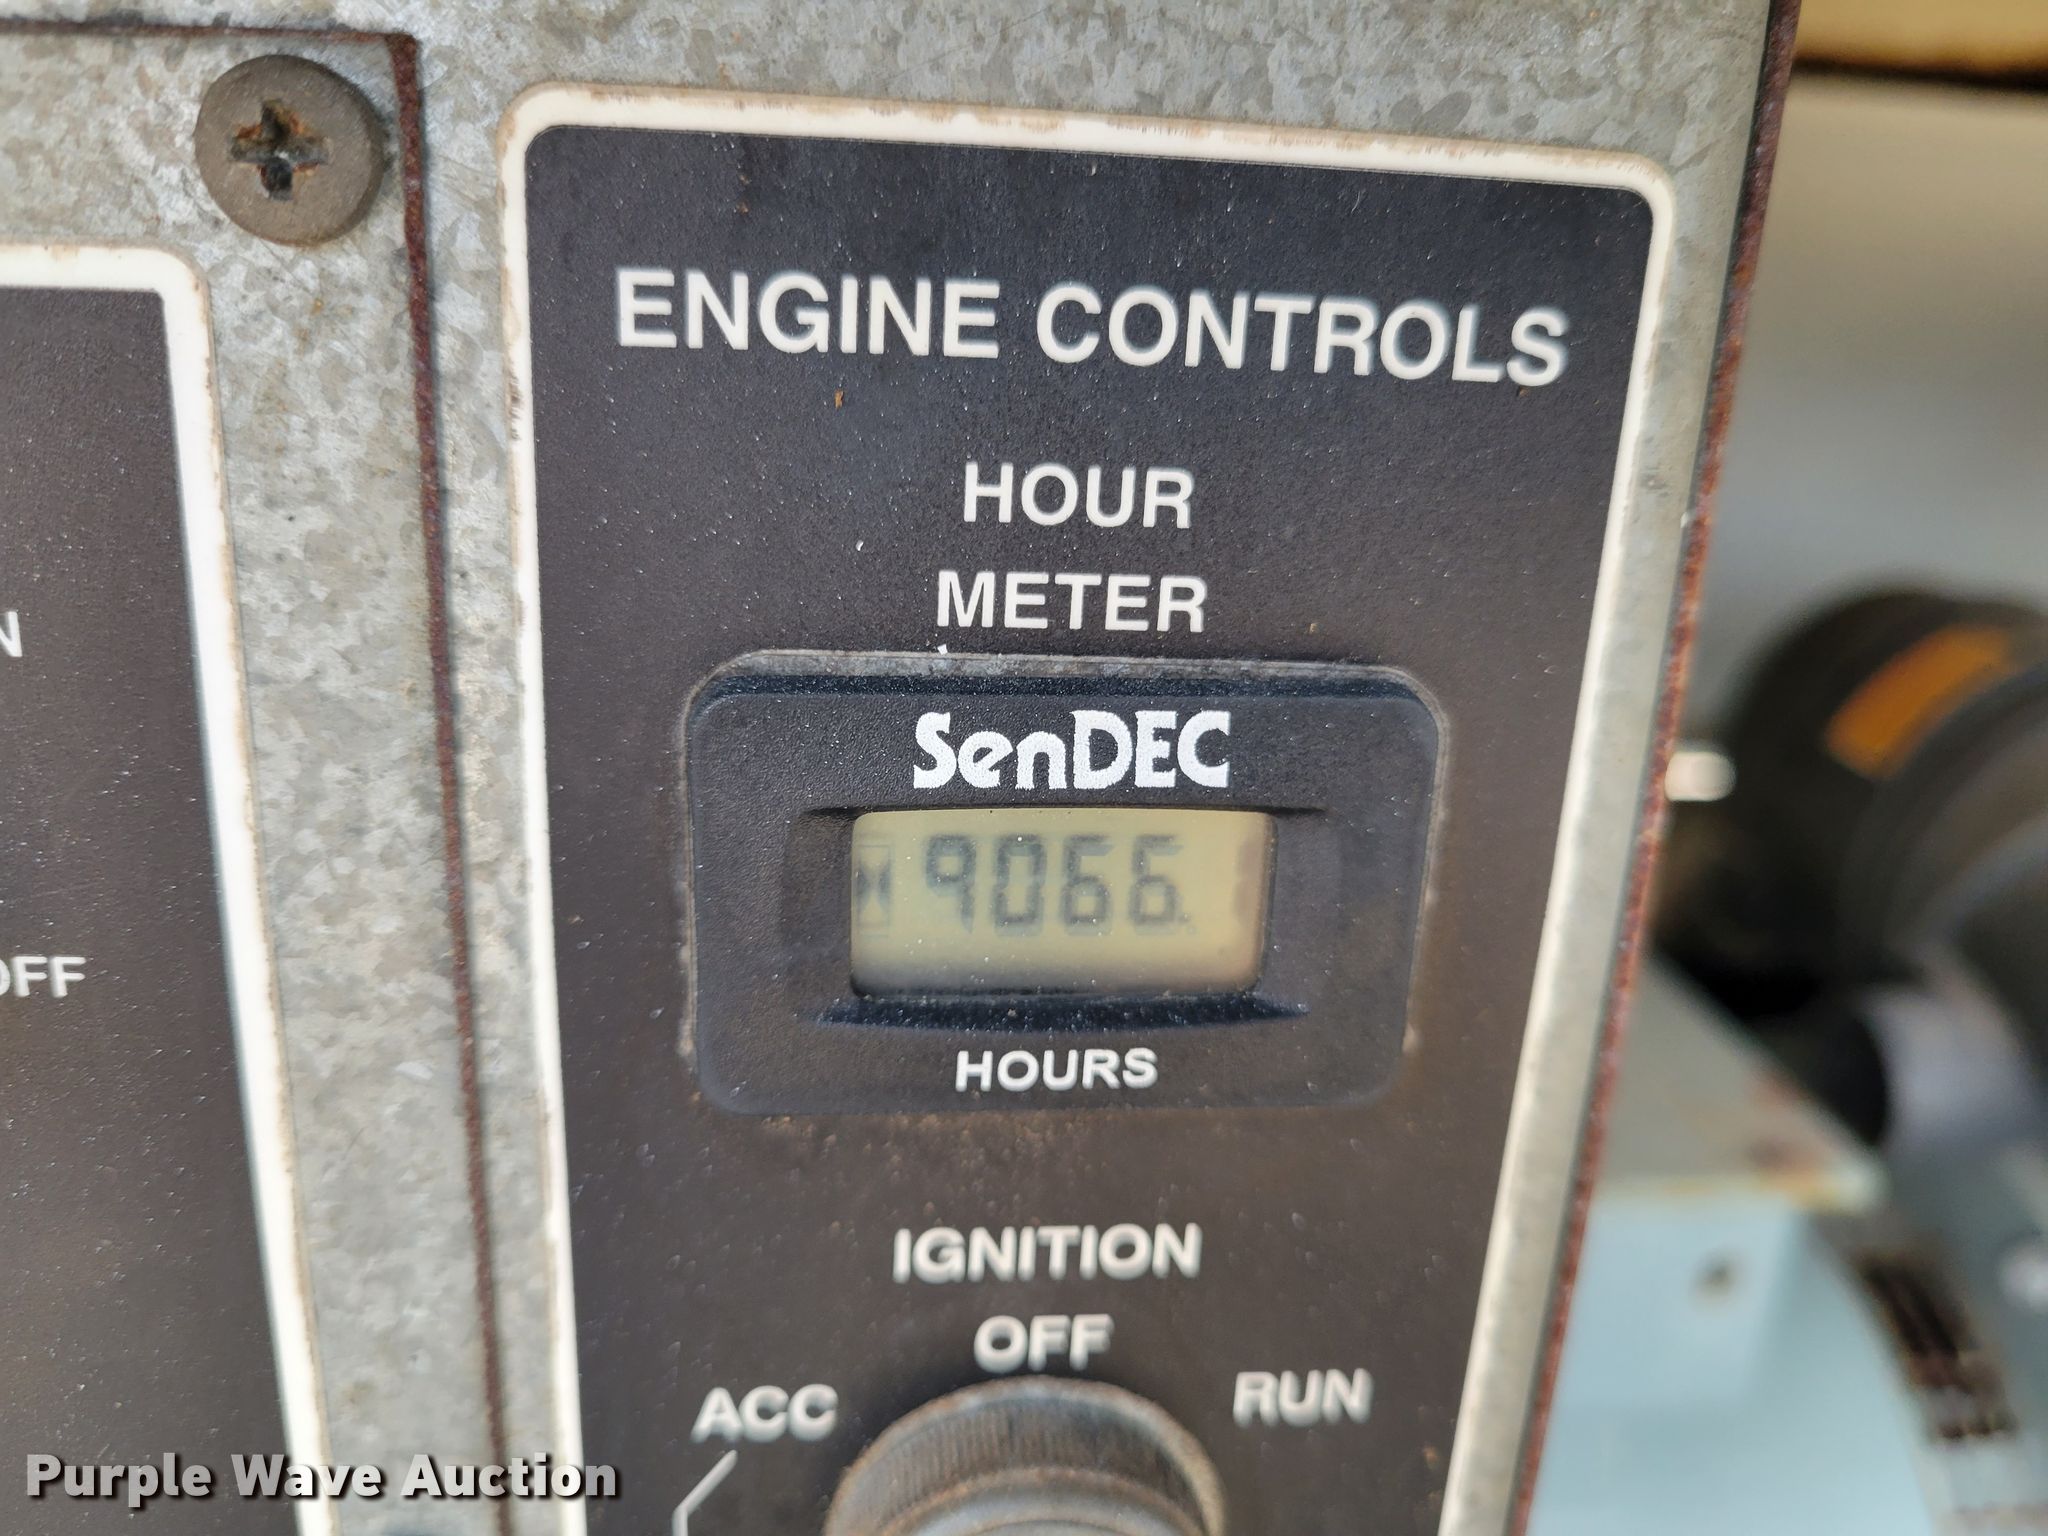 ENGINE CONTROLS
HOUR
METER
SenDEC
9066.
HOURS
N
OFF
IGNITION
OFF
ACC
RUN
Purple Wave Auction